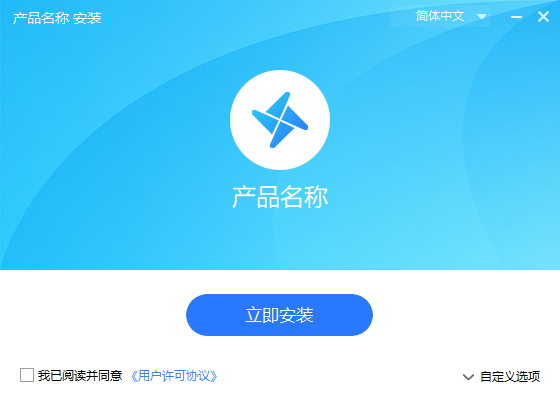 产品名称 安装
简体中文
产品名称
立即安装
我已阅读并同意 《用户许可协议》
自定义选项